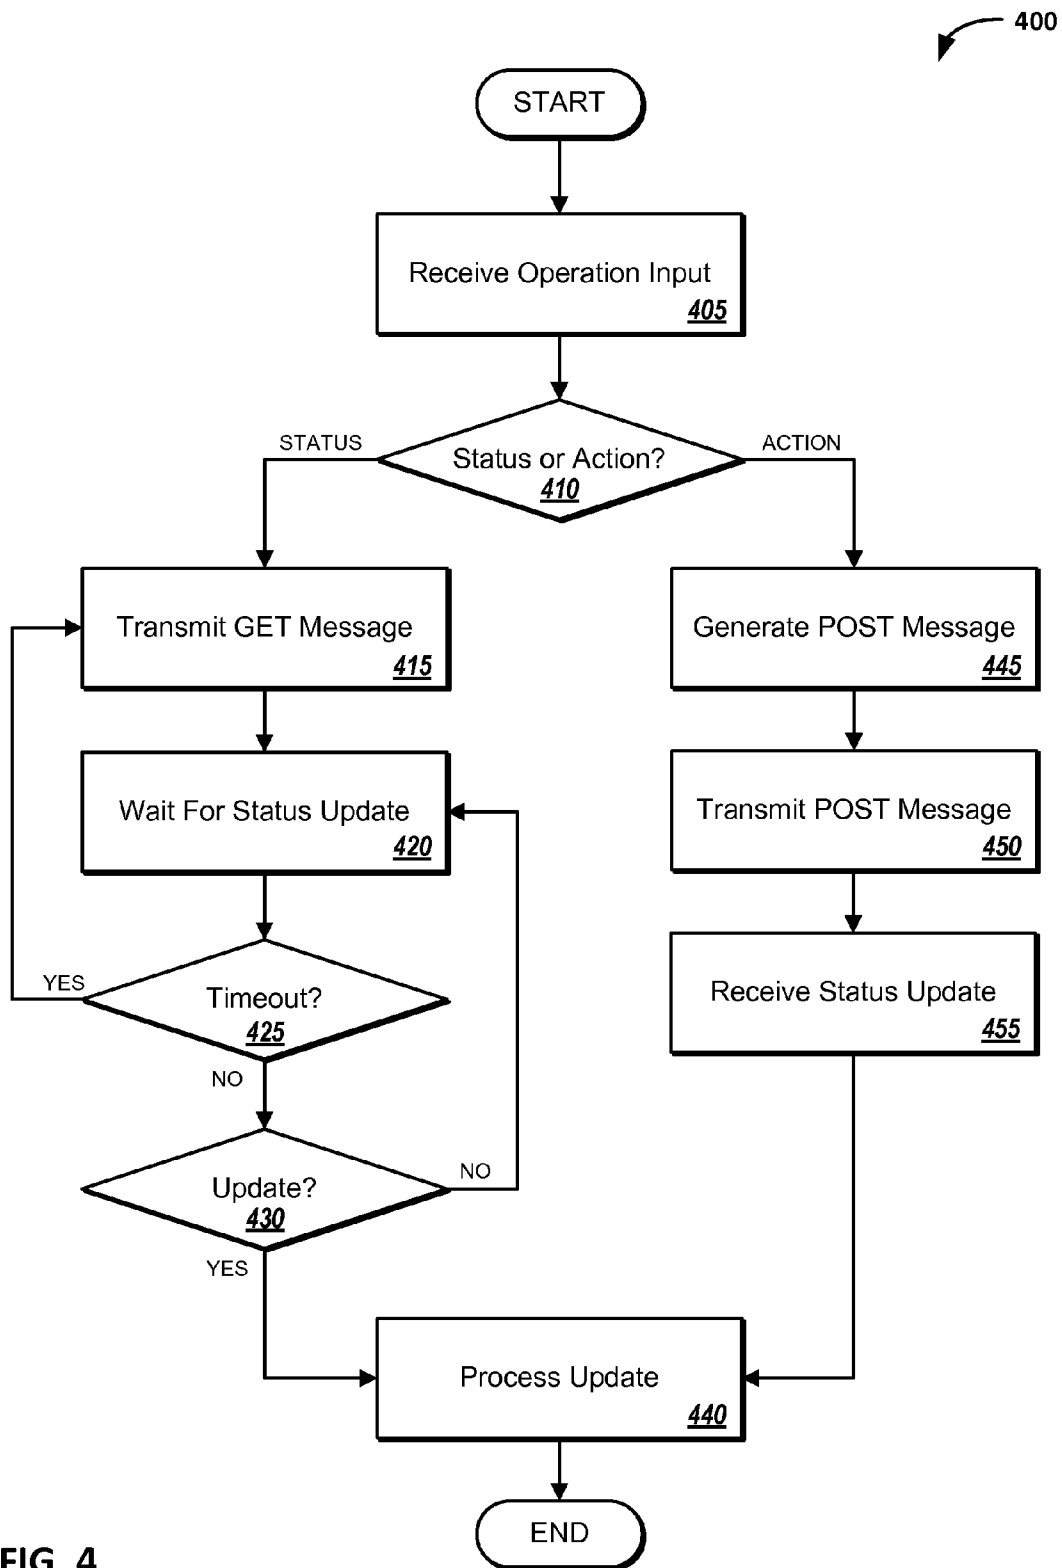 400
START
Receive Operation Input
405
STATUS
Status or Action?
410
ACTION
Transmit GET Message
415
Wait For Status Update
420
YES
Timeout?
425
NO
Update?
430
NO
YES
Generate POST Message
445
Transmit POST Message
450
Receive Status Update
455
Process Update
440
END
FIG. 4